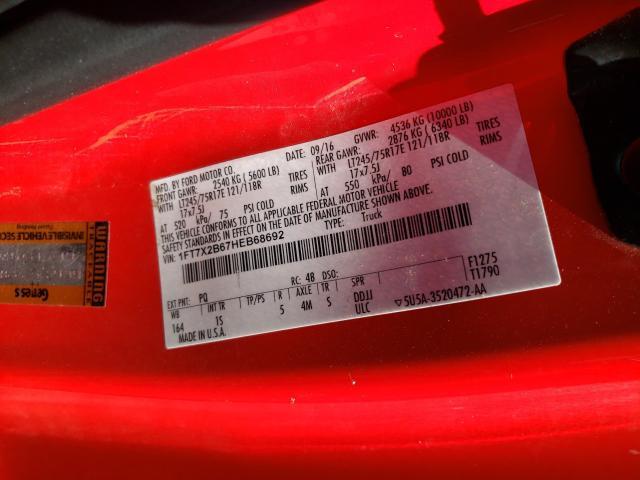 MFD. BY FORD MOTOR CO.
DATE: 09/16
GVWR: 4536 KG (10000 LB)
FRONT GAWR: 2540 KG ( 5600 LB)
REAR GAWR: 2876 KG ( 6340 LB)
LT245/75R17E 121/118R TIRES
LT245/75R17E 121/118R TIRES
17x7.5J RIMS
17x7.5J RIMS
AT 520 kPa/ 75 PSI COLD
AT 550 kPa/ 80 PSI COLD
THIS VEHICLE CONFORMS TO ALL APPLICABLE FEDERAL MOTOR VEHICLE
SAFETY STANDARDS IN EFFECT ON THE DATE OF MANUFACTURE SHOWN ABOVE.
VIN: 1FT7X2B67HEB68692
TYPE: Truck
EXT PNT: PQ RC: 4B DSO:
WB INT TR TP/PS R AXLE TR SPR
164 1S 5 4M S DDJJ
ULC
MADE IN U.S.A.
F1275
T1790
5U5A-3520472-AA
WARNING
INVISIBLE VEHICLE SEC